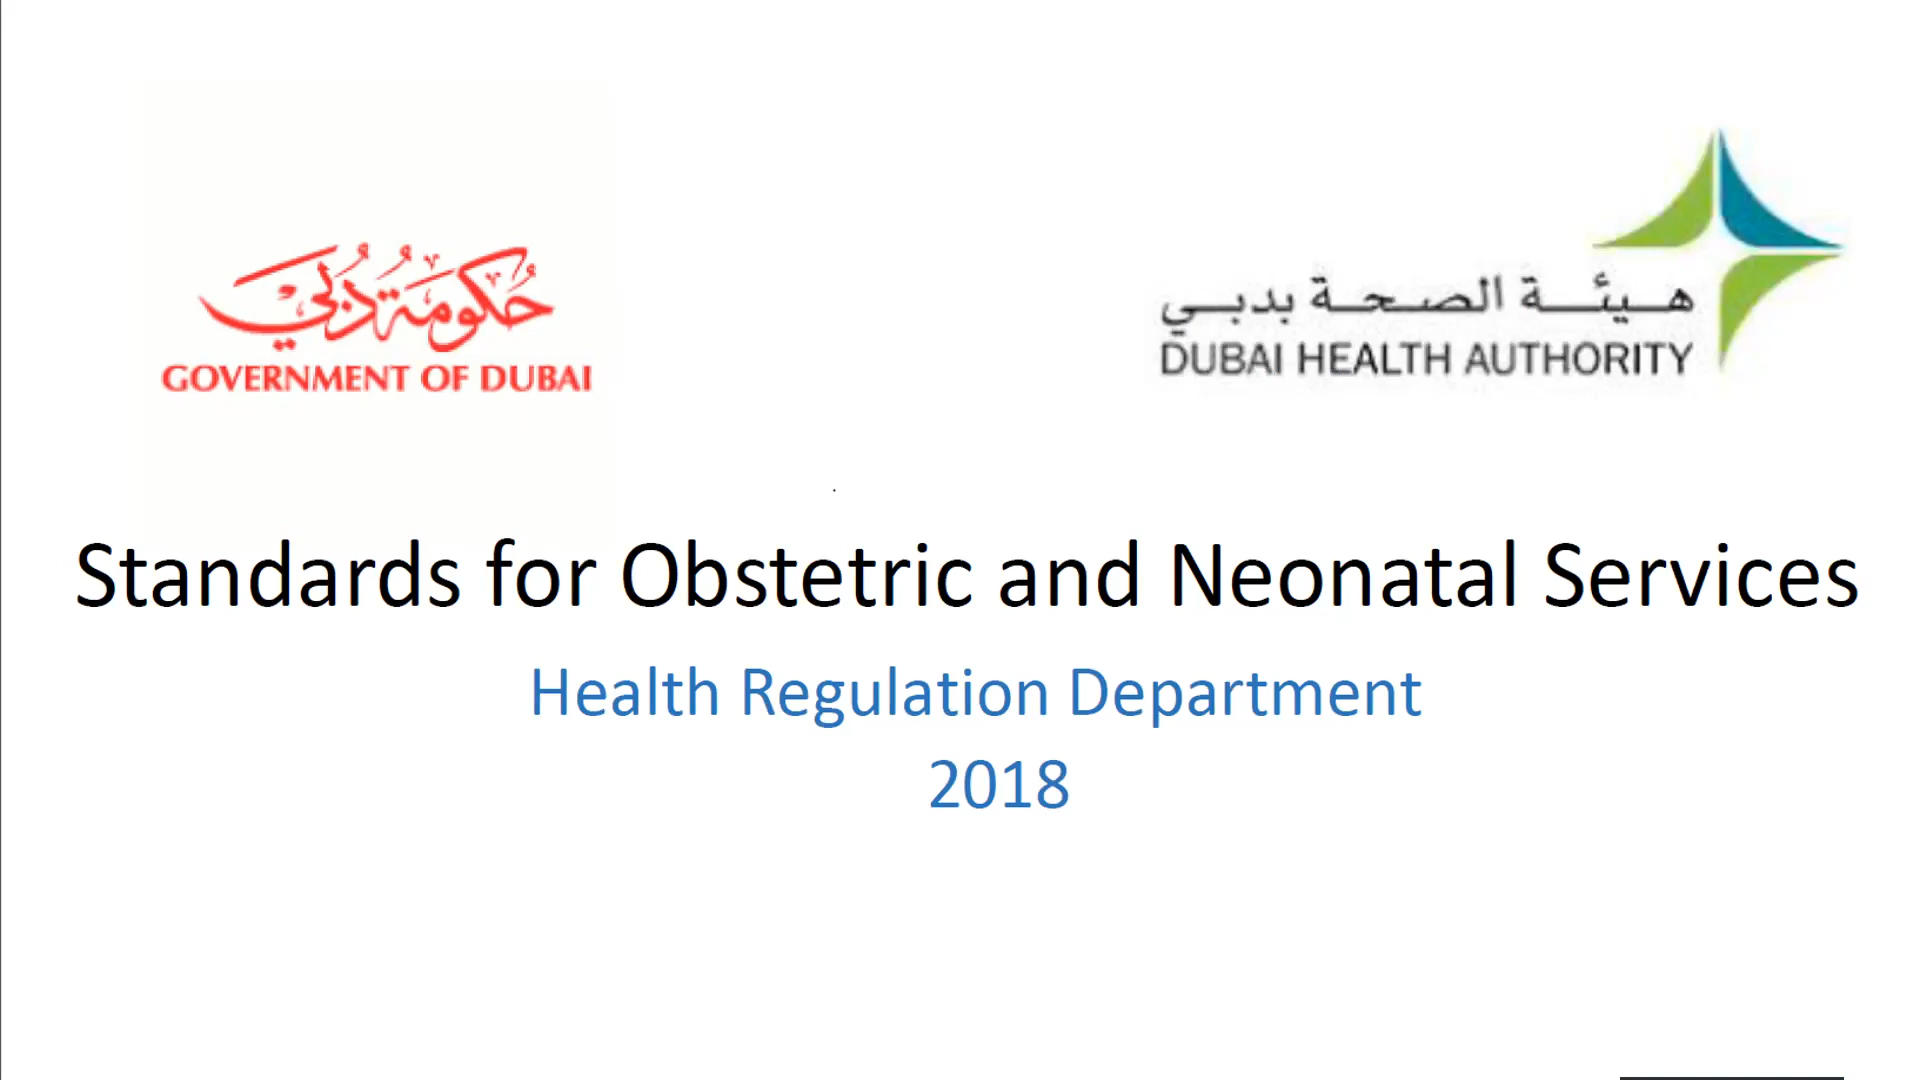 حكومة دبي
GOVERNMENT OF DUBAI
هيئة الصحة بدبي
DUBAI HEALTH AUTHORITY
Standards for Obstetric and Neonatal Services
Health Regulation Department
2018